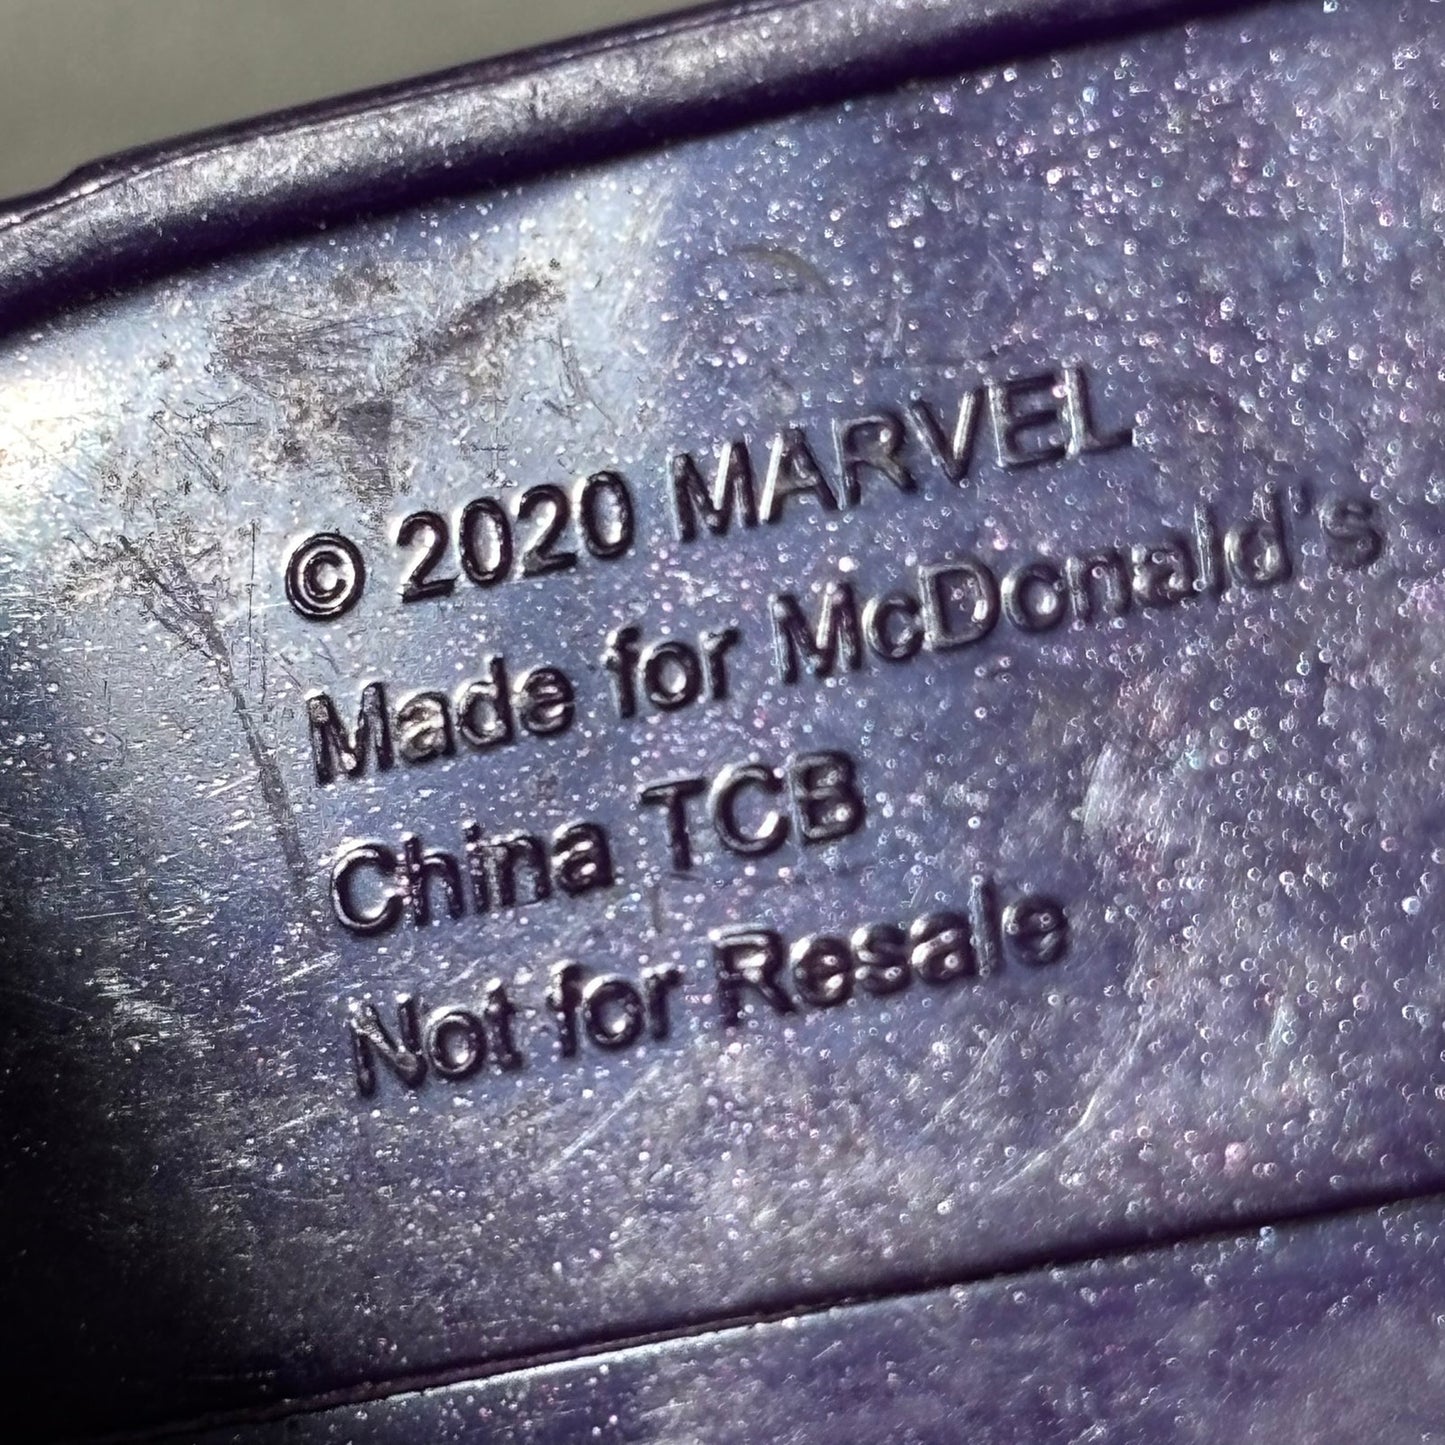 © 2020 MARVEL
Made for McDonald's
China TCB
Not for Resale